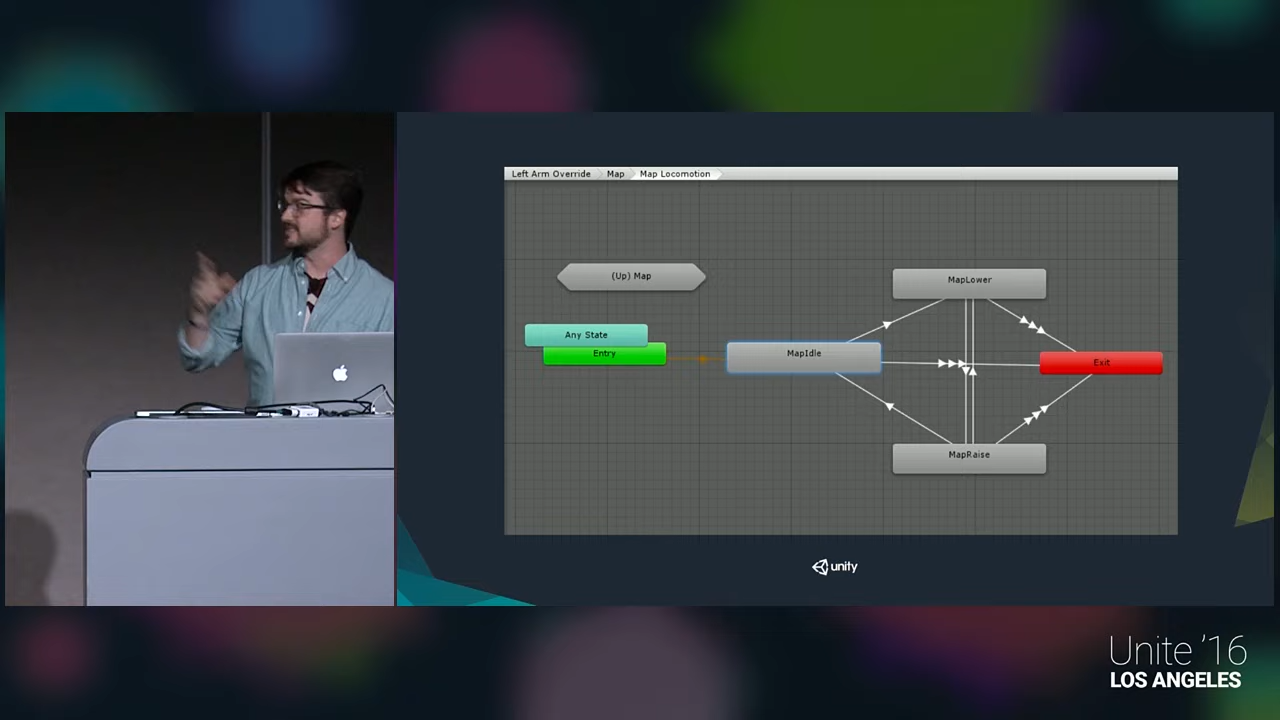 Left Arm Override
Map
Map Locomotion
(Up) Map
MapLower
Any State
Entry
MapIdle
Exit
MapRaise
unity
Unite '16
LOS ANGELES